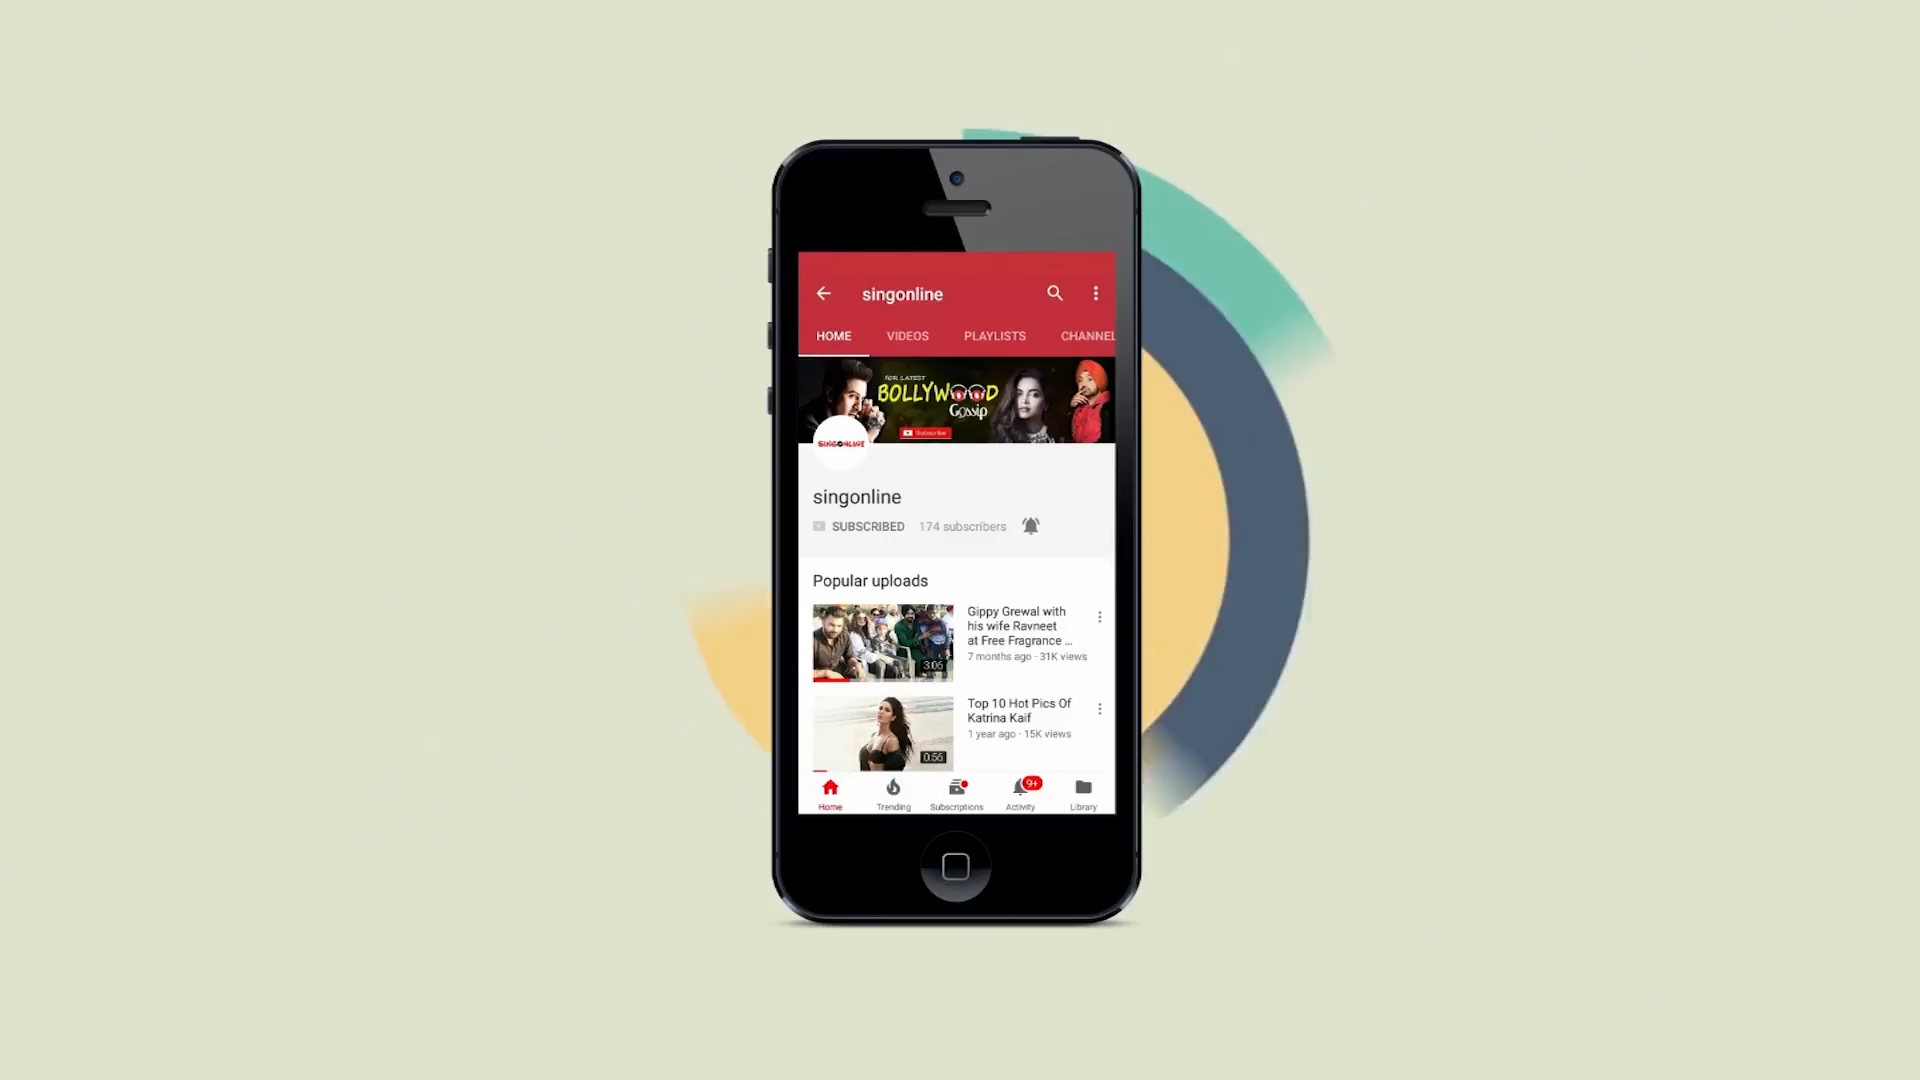 singonline
HOME VIDEOS PLAYLISTS CHANNEL
FOR LATEST
BOLLYWOOD
Gossip
Subscribe
SINGONLINE
singonline
SUBSCRIBED 174 subscribers
Popular uploads
Gippy Grewal with
his wife Ravneet
at Free Fragrance ...
7 months ago · 31K views
3:06
Top 10 Hot Pics Of
Katrina Kaif
1 year ago · 15K views
0:56
9+
Home Trending Subscriptions Activity Library